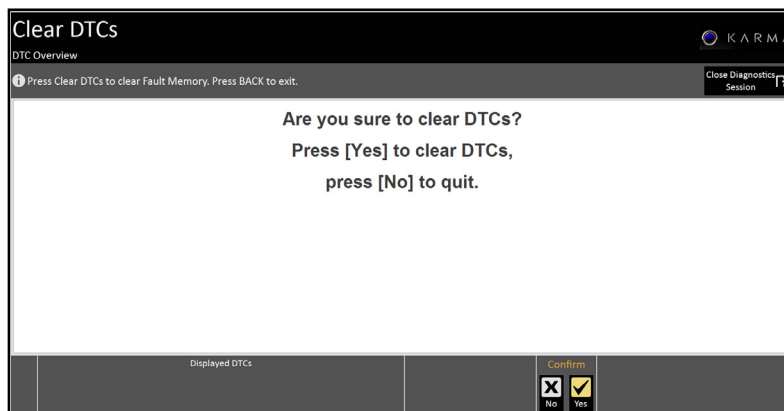 Clear DTCs
DTC Overview
KARMA
Press Clear DTCs to clear Fault Memory. Press BACK to exit.
Close Diagnostics
Session
Are you sure to clear DTCs?
Press [Yes] to clear DTCs,
press [No] to quit.
Displayed DTCs
Confirm
No
Yes